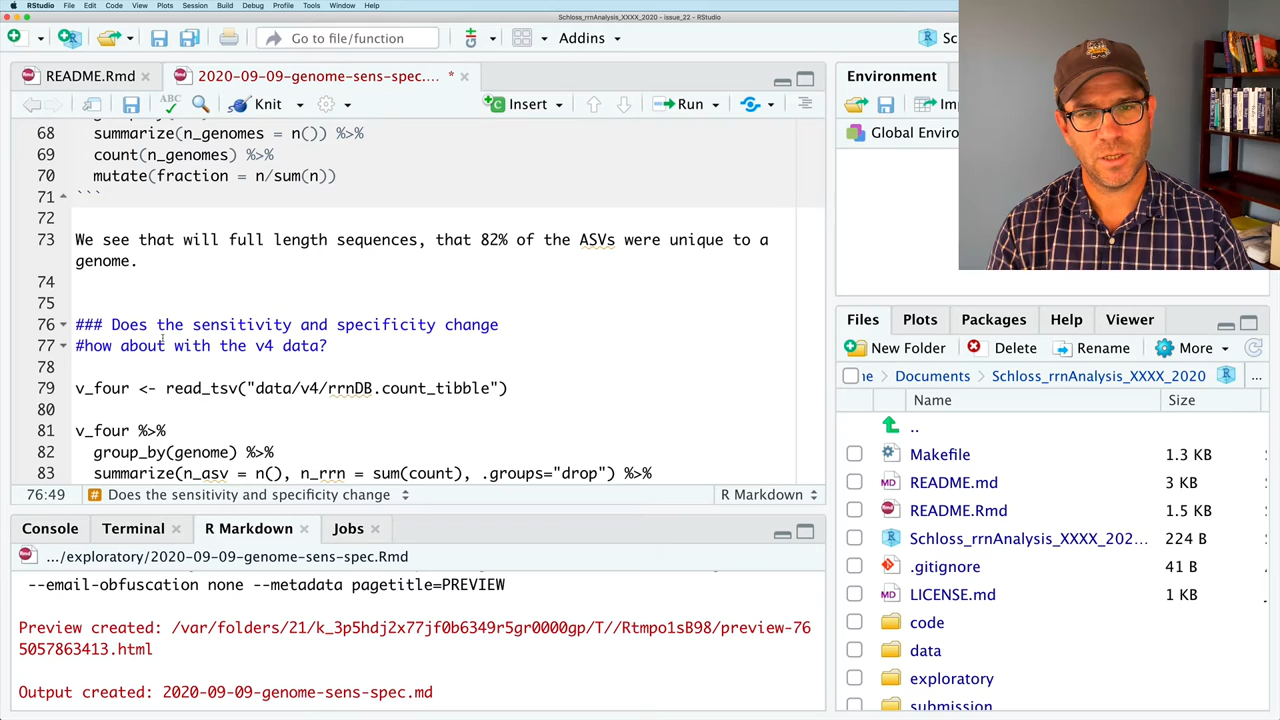 RStudio File Edit Code View Plots Session Build Debug Profile Tools Window Help
Schloss_rrnAnalysis_XXXX_2020 - issue_22 - RStudio
Go to file/function Addins Sc
README.Rmd 2020-09-09-genome-sens-spec.... *
ABC Knit Insert Run
68 summarize(n_genomes = n()) %>%
69 count(n_genomes) %>%
70 mutate(fraction = n/sum(n))
71 ```
72
73 We see that will full length sequences, that 82% of the ASVs were unique to a
genome.
74
75
76 ### Does the sensitivity and specificity change
77 #how about with the v4 data?
78
79 v_four <- read_tsv("data/v4/rrnDB.count_tibble")
80
81 v_four %>%
82 group_by(genome) %>%
83 summarize(n_asv = n(), n_rrn = sum(count), .groups="drop") %>%
76:49 # Does the sensitivity and specificity change R Markdown
Console Terminal R Markdown Jobs
.../exploratory/2020-09-09-genome-sens-spec.Rmd
--email-obfuscation none --metadata pagetitle=PREVIEW
Preview created: /var/folders/21/k_3p5hdj2x77jf0b6349r5gr0000gp/T//Rtmpo1sB98/preview-76
505786 3413.html
Output created: 2020-09-09-genome-sens-spec.md
Environment
Imp
Global Enviro
Files Plots Packages Help Viewer
New Folder Delete Rename More
me Documents Schloss_rrnAnalysis_XXXX_2020 ...
Name Size
..
Makefile 1.3 KB
README.md 3 KB
README.Rmd 1.5 KB
Schloss_rrnAnalysis_XXXX_202... 224 B
.gitignore 41 B
LICENSE.md 1 KB
code
data
exploratory
submission